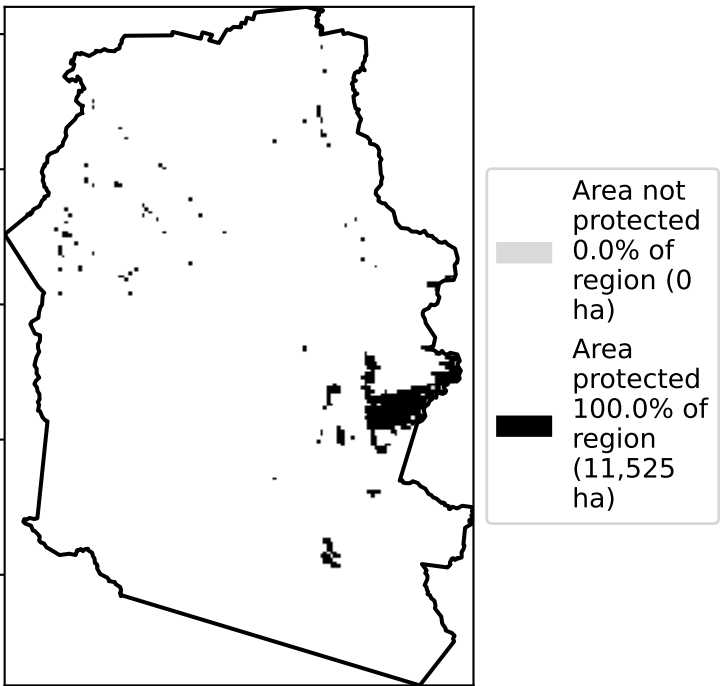 Area not
protected
0.0% of
region (0
ha)
Area
protected
100.0% of
region
(11,525
ha)